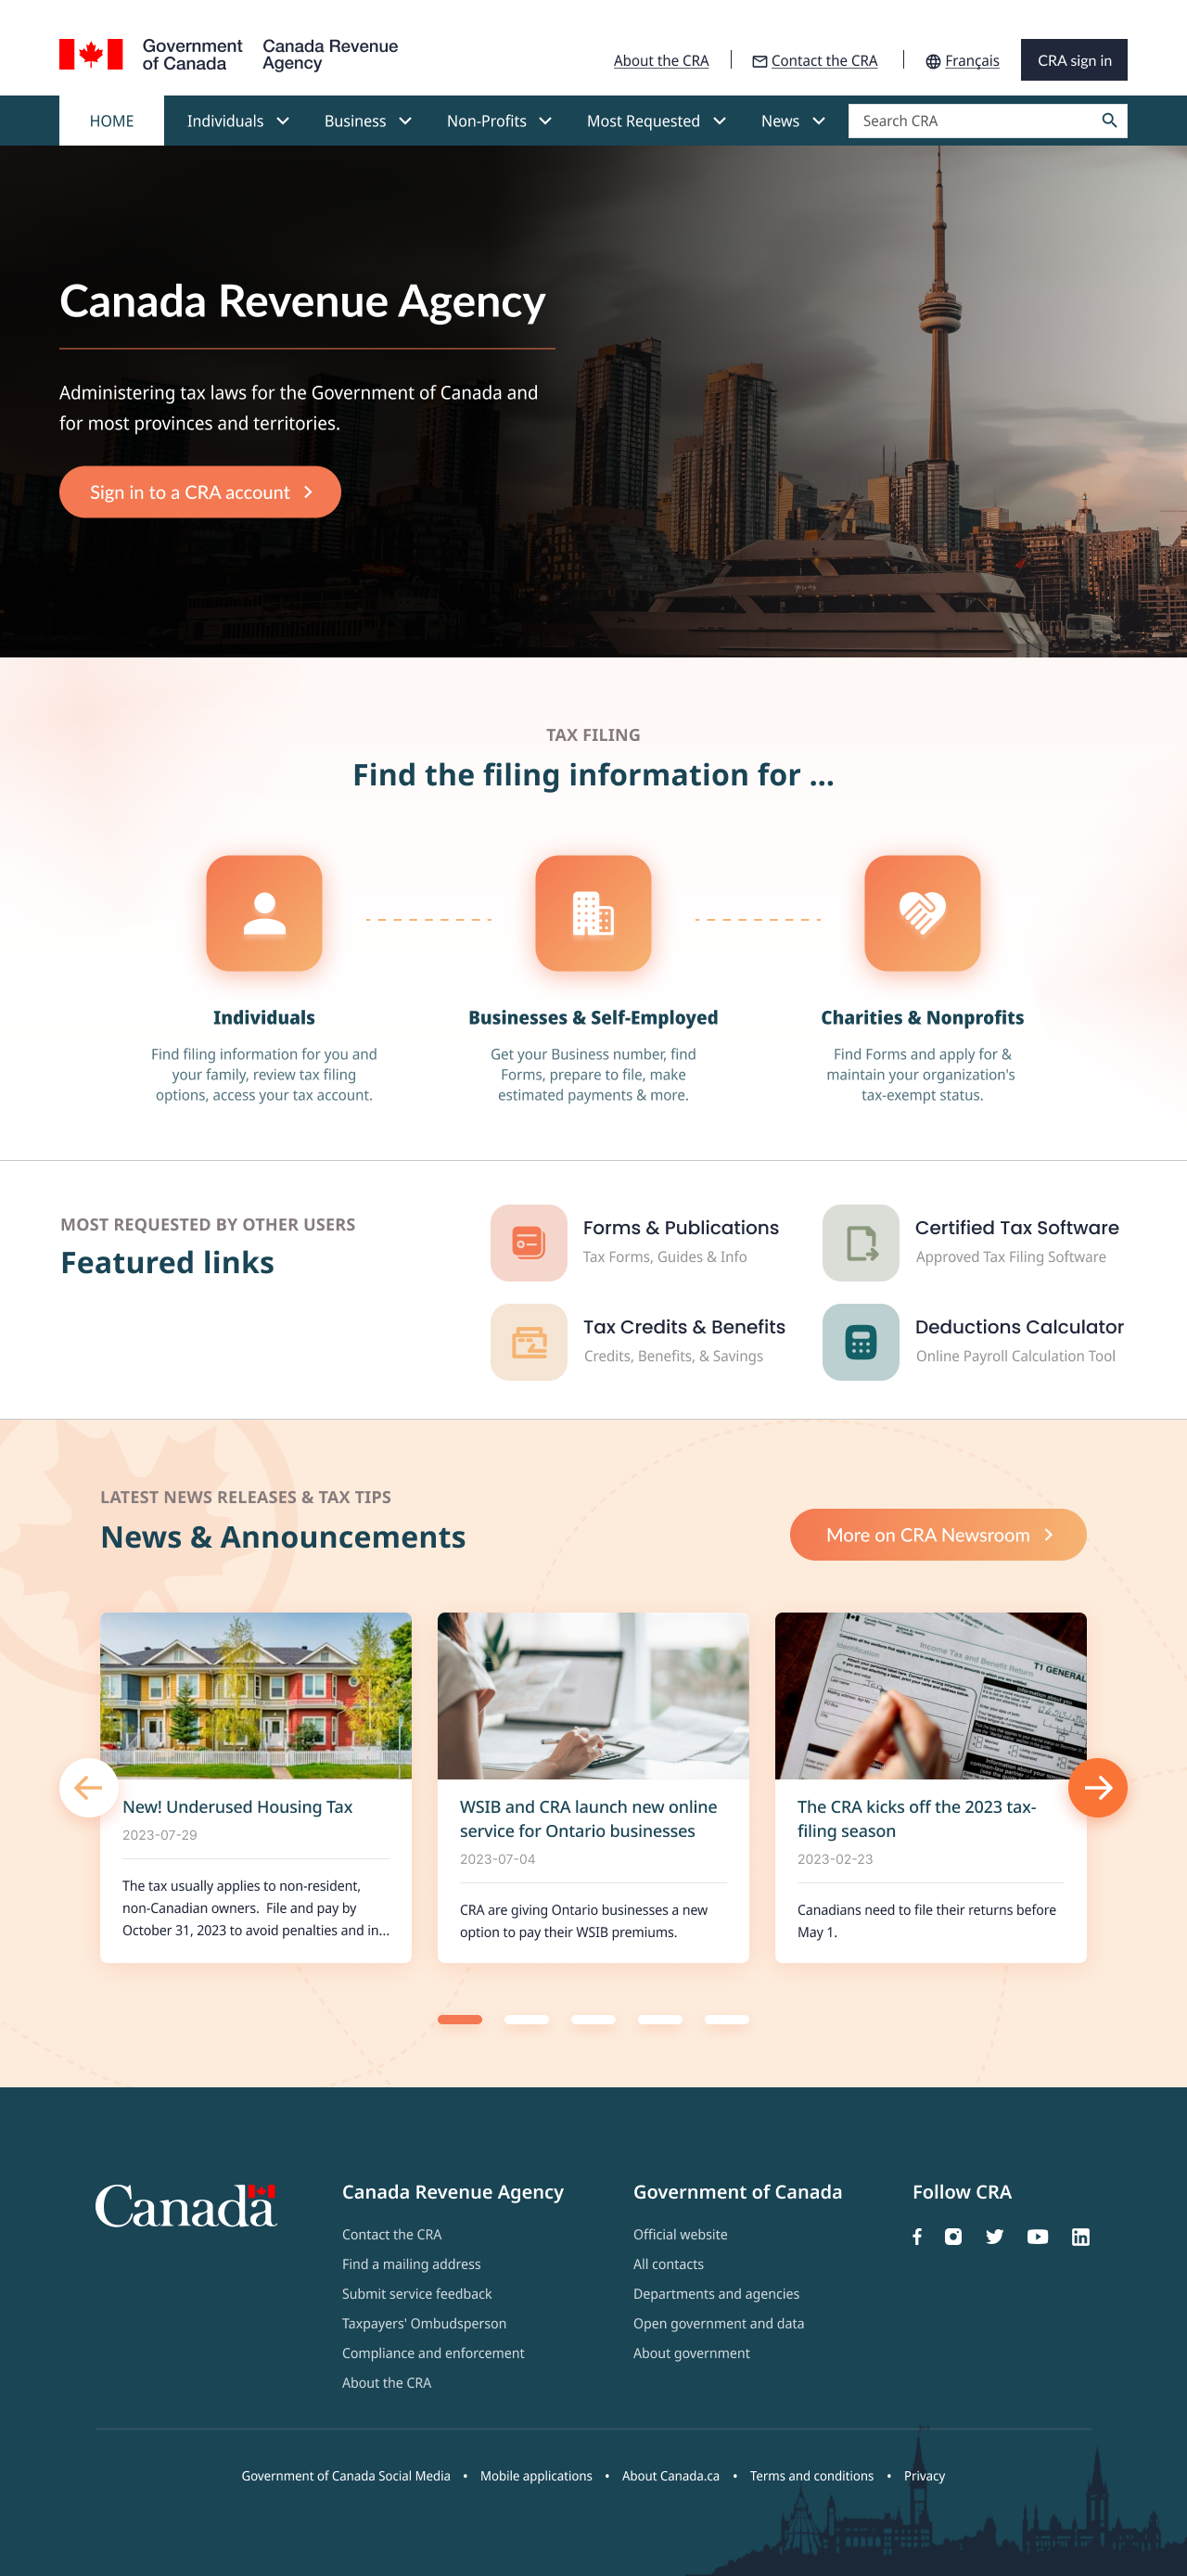 Government
of Canada
Canada Revenue
Agency
About the CRA
Contact the CRA
Français
CRA sign in
HOME
Individuals
Business
Non-Profits
Most Requested
News
Search CRA
Canada Revenue Agency
Administering tax laws for the Government of Canada and
for most provinces and territories.
Sign in to a CRA account
TAX FILING
Find the filing information for ...
Individuals
Find filing information for you and
your family, review tax filing
options, access your tax account.
Businesses & Self-Employed
Get your Business number, find
Forms, prepare to file, make
estimated payments & more.
Charities & Nonprofits
Find Forms and apply for &
maintain your organization's
tax-exempt status.
MOST REQUESTED BY OTHER USERS
Featured links
Forms & Publications
Tax Forms, Guides & Info
Certified Tax Software
Approved Tax Filing Software
Tax Credits & Benefits
Credits, Benefits, & Savings
Deductions Calculator
Online Payroll Calculation Tool
LATEST NEWS RELEASES & TAX TIPS
News & Announcements
More on CRA Newsroom
Income Tax and Benefit Return
T1 GENERAL
Identification
New! Underused Housing Tax
2023-07-29
The tax usually applies to non-resident,
non-Canadian owners.  File and pay by
October 31, 2023 to avoid penalties and in...
WSIB and CRA launch new online
service for Ontario businesses
2023-07-04
CRA are giving Ontario businesses a new
option to pay their WSIB premiums.
The CRA kicks off the 2023 tax-
filing season
2023-02-23
Canadians need to file their returns before
May 1.
Canada
Canada Revenue Agency
Contact the CRA
Find a mailing address
Submit service feedback
Taxpayers' Ombudsperson
Compliance and enforcement
About the CRA
Government of Canada
Official website
All contacts
Departments and agencies
Open government and data
About government
Follow CRA
Government of Canada Social Media • Mobile applications • About Canada.ca • Terms and conditions • Privacy